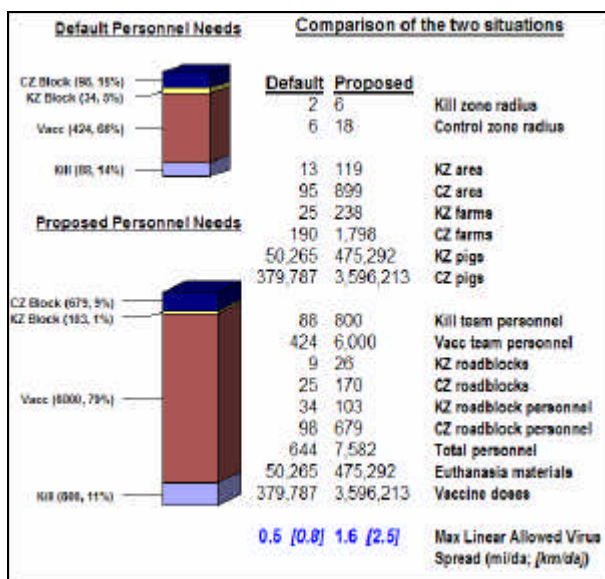 Default Personnel Needs
CZ Block (98, 15%)
KZ Block (34, 5%)
Vacc (424, 66%)
Kill (88, 14%)
Proposed Personnel Needs
CZ Block (679, 9%)
KZ Block (103, 1%)
Vacc (6000, 79%)
Kill (800, 11%)
Comparison of the two situations
Default Proposed
2 6 Kill zone radius
6 18 Control zone radius
13 119 KZ area
95 899 CZ area
25 238 KZ farms
190 1,798 CZ farms
50,265 475,292 KZ pigs
379,787 3,596,213 CZ pigs
88 800 Kill team personnel
424 6,000 Vacc team personnel
9 26 KZ roadblocks
25 170 CZ roadblocks
34 103 KZ roadblock personnel
98 679 CZ roadblock personnel
644 7,582 Total personnel
50,265 475,292 Euthanasia materials
379,787 3,596,213 Vaccine doses
0.5 [0.8] 1.6 [2.5] Max Linear Allowed Virus
Spread (mi/da; [km/da])